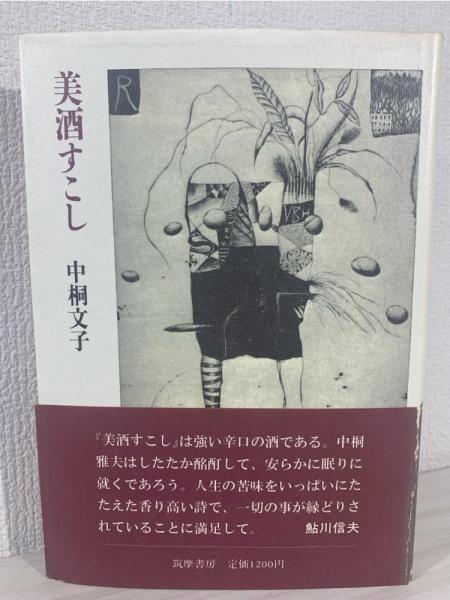 美酒すこし
中桐文子
R
VBH
『美酒すこし』は強い辛口の酒である。中桐
雅夫はしたたか酩酊して、安らかに眠りに
就くであろう。人生の苦味をいっぱいにた
たえた香り高い詩で、一切の事が縁どりさ
れていることに満足して。　鮎川信夫
筑摩書房　定価1200円